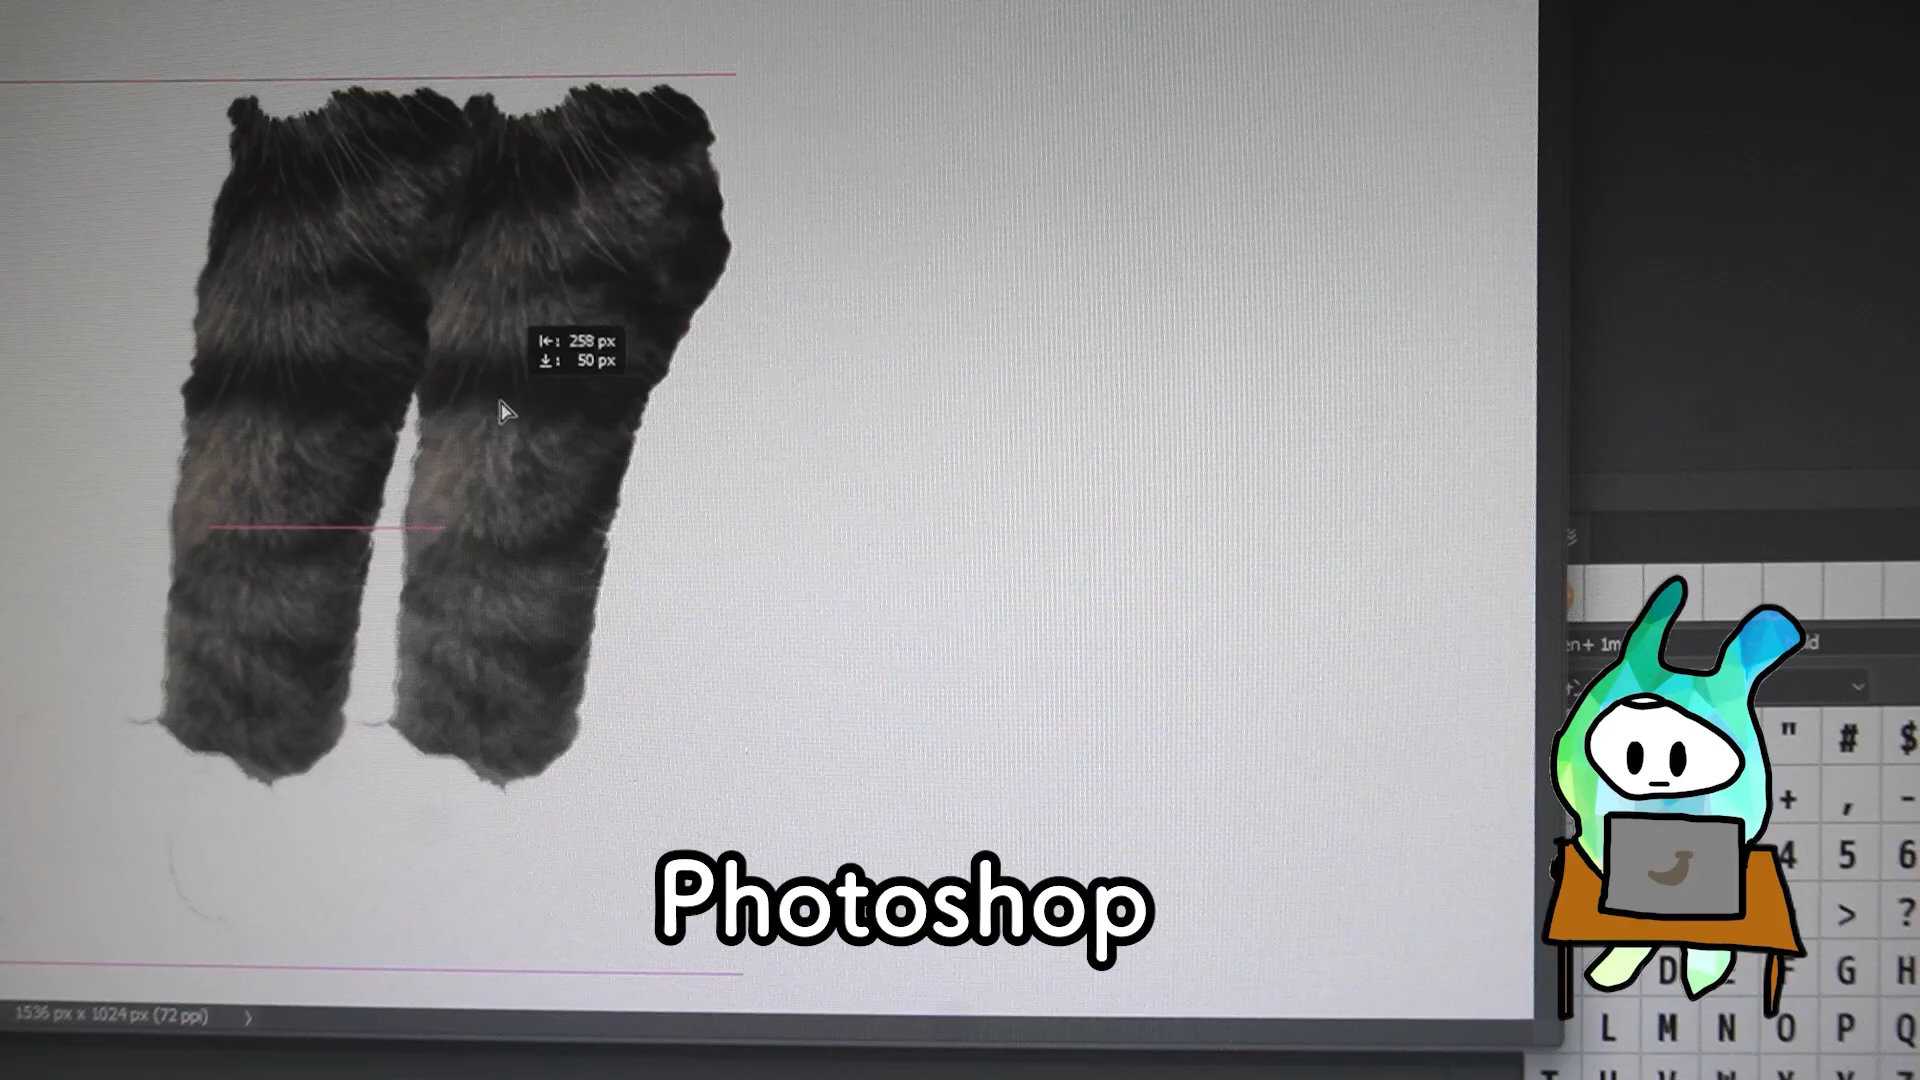 258 px
50 px
Photoshop
1536 px x 1024 px (72 ppi)
" # $
+ , -
4 5 6
> ?
D F G H
L M N O P Q